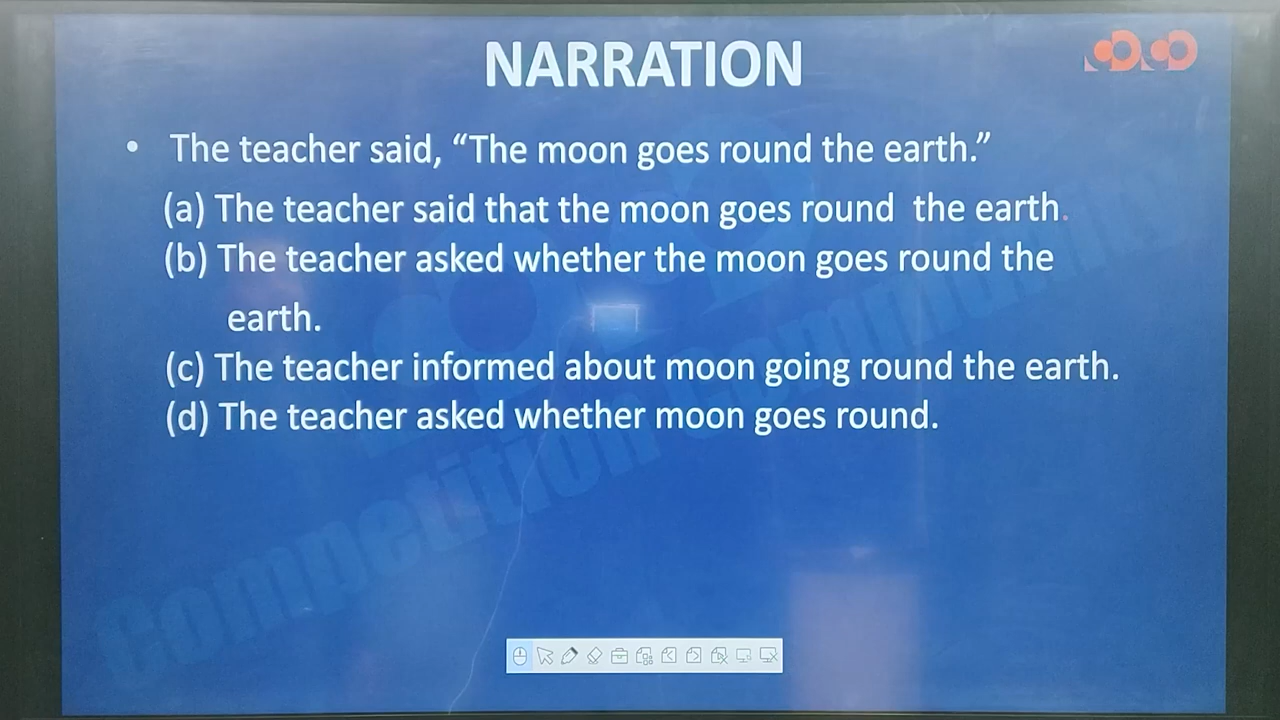 NARRATION
• The teacher said, “The moon goes round the earth.”
(a) The teacher said that the moon goes round the earth.
(b) The teacher asked whether the moon goes round the
earth.
(c) The teacher informed about moon going round the earth.
(d) The teacher asked whether moon goes round.
Competition Community